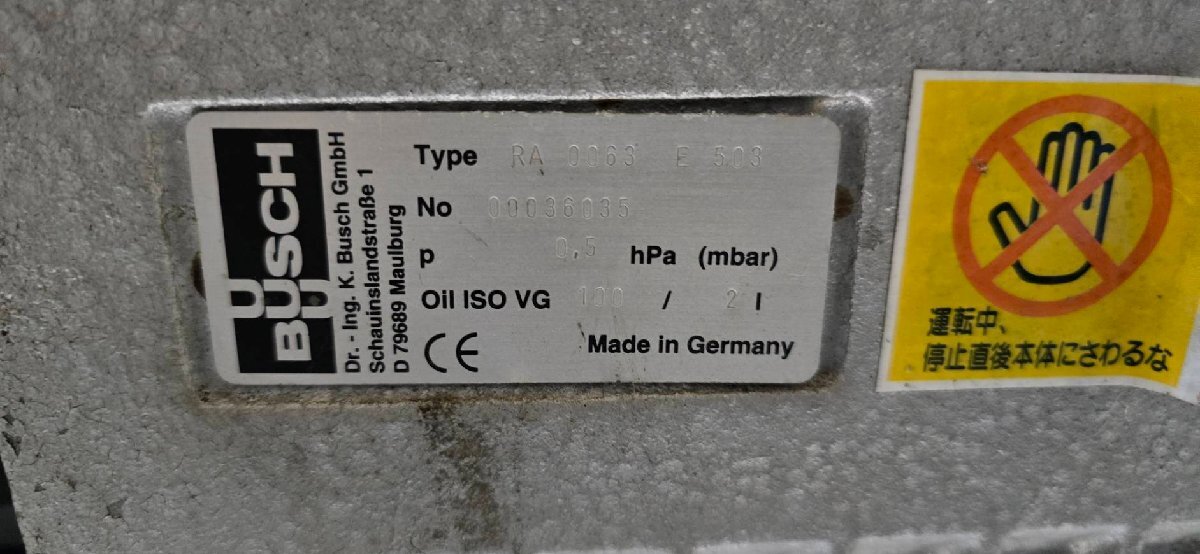 BUSCH
Dr. - Ing. K. Busch GmbH
Schauinslandstraße 1
D 79689 Maulburg
Type RA 0063 E 503
No 00036035
p 0,5 hPa (mbar)
Oil ISO VG 100 / 2 l
CE
Made in Germany
運転中、
停止直後本体にさわるな